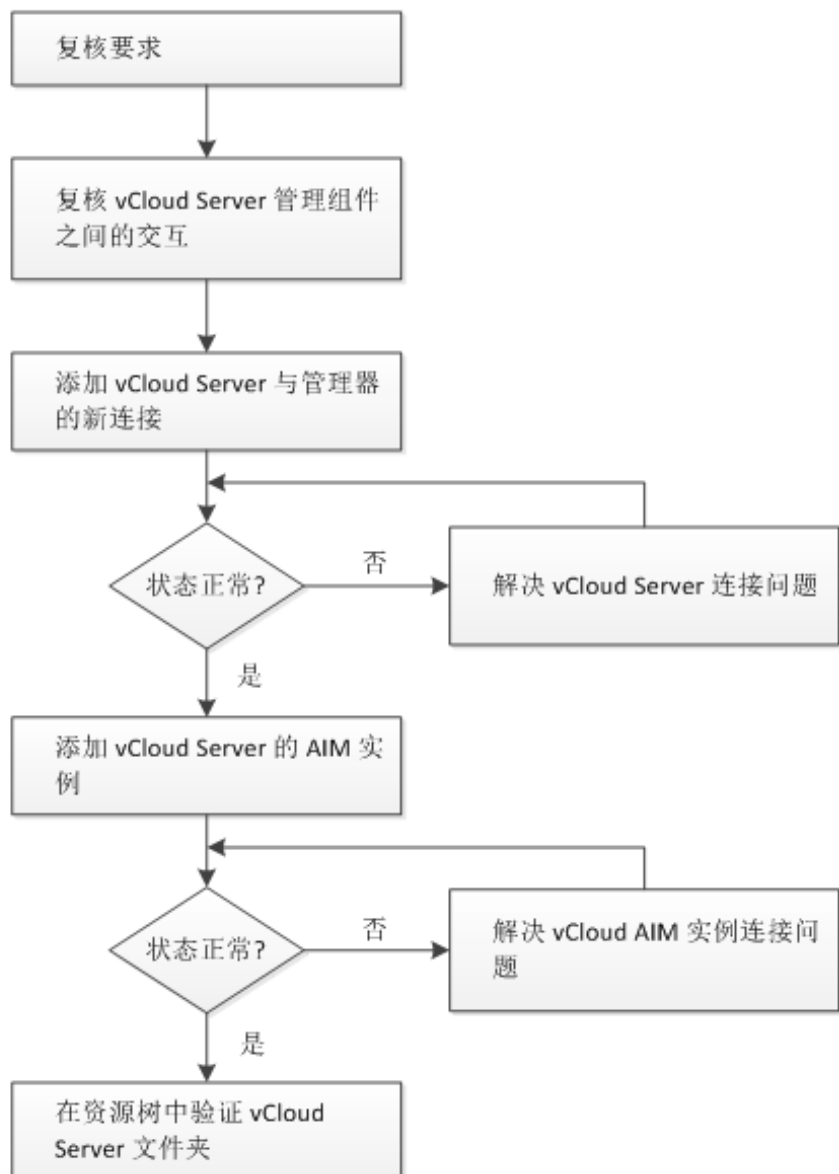 复核要求
复核 vCloud Server 管理组件
之间的交互
添加 vCloud Server 与管理器
的新连接
状态正常?
否
解决 vCloud Server 连接问题
是
添加 vCloud Server 的 AIM 实
例
状态正常?
否
解决 vCloud AIM 实例连接问
题
是
在资源树中验证 vCloud
Server 文件夹